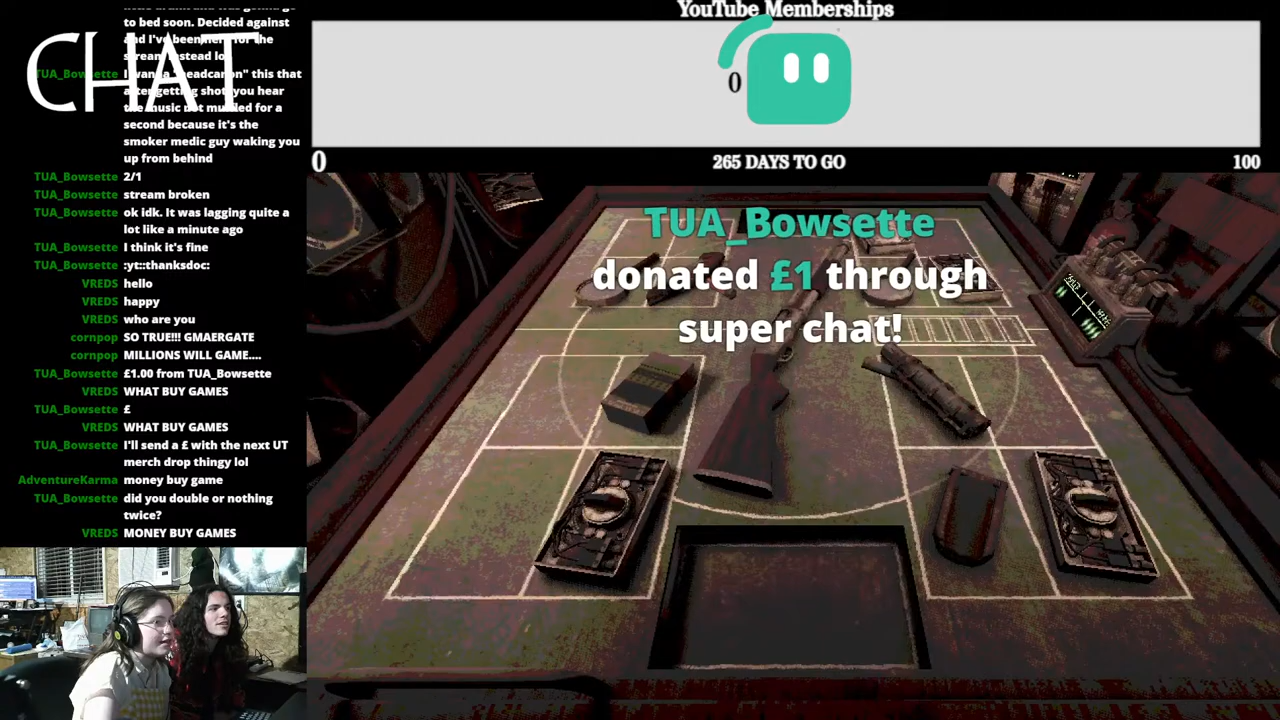 to bed soon. Decided against
and I've been here for the
stream instead lol
CHAT
TUA_Bowsette I wanna "headcanon" this that
after getting shot, you hear
the music not muted for a
second because it's the
smoker medic guy waking you
up from behind
TUA_Bowsette 2/1
TUA_Bowsette stream broken
TUA_Bowsette ok idk. It was lagging quite a
lot like a minute ago
TUA_Bowsette I think it's fine
TUA_Bowsette :yt::thanksdoc:
VREDS hello
VREDS happy
VREDS who are you
cornpop SO TRUE!!! GMAERGATE
cornpop MILLIONS WILL GAME....
TUA_Bowsette £1.00 from TUA_Bowsette
VREDS WHAT BUY GAMES
TUA_Bowsette £
VREDS WHAT BUY GAMES
TUA_Bowsette I'll send a £ with the next UT
merch drop thingy lol
AdventureKarma money buy game
TUA_Bowsette did you double or nothing
twice?
VREDS MONEY BUY GAMES
YouTube Memberships
0
0 265 DAYS TO GO 100
TUA_Bowsette
donated £1 through
super chat!